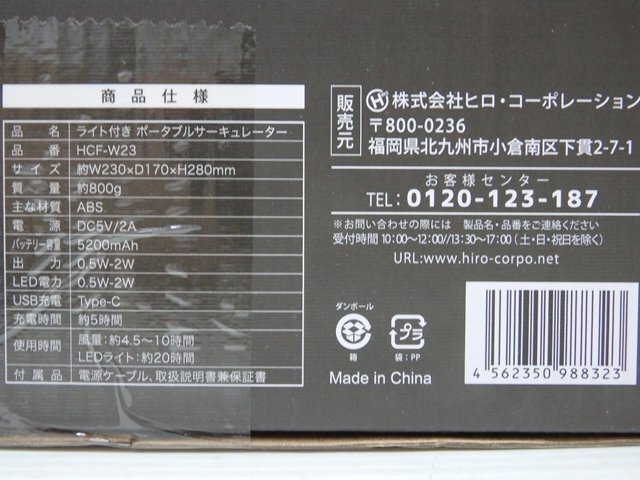 商品仕様
品名 ライト付き ポータブルサーキュレーター
品番 HCF-W23
サイズ 約W230×D170×H280mm
質量 約800g
主な材質 ABS
電源 DC5V/2A
バッテリー容量 5200mAh
出力 0.5W-2W
LED電力 0.5W-2W
USB充電 Type-C
充電時間 約5時間
使用時間 風量:約4.5～10時間
LEDライト:約20時間
付属品 電源ケーブル、取扱説明書兼保証書
販売元
H 株式会社ヒロ・コーポレーション
〒800-0236
福岡県北九州市小倉南区下貫2-7-1
お客様センター
TEL:0120-123-187
※お問い合わせの際には 製品名・品番をご連絡ください。
受付時間 10:00～12:00//13:30～17:00(土・日・祝日を除く)
URL:www.hiro-corpo.net
ダンボール
箱
プラ
袋:PP
Made in China
4 562350 988323